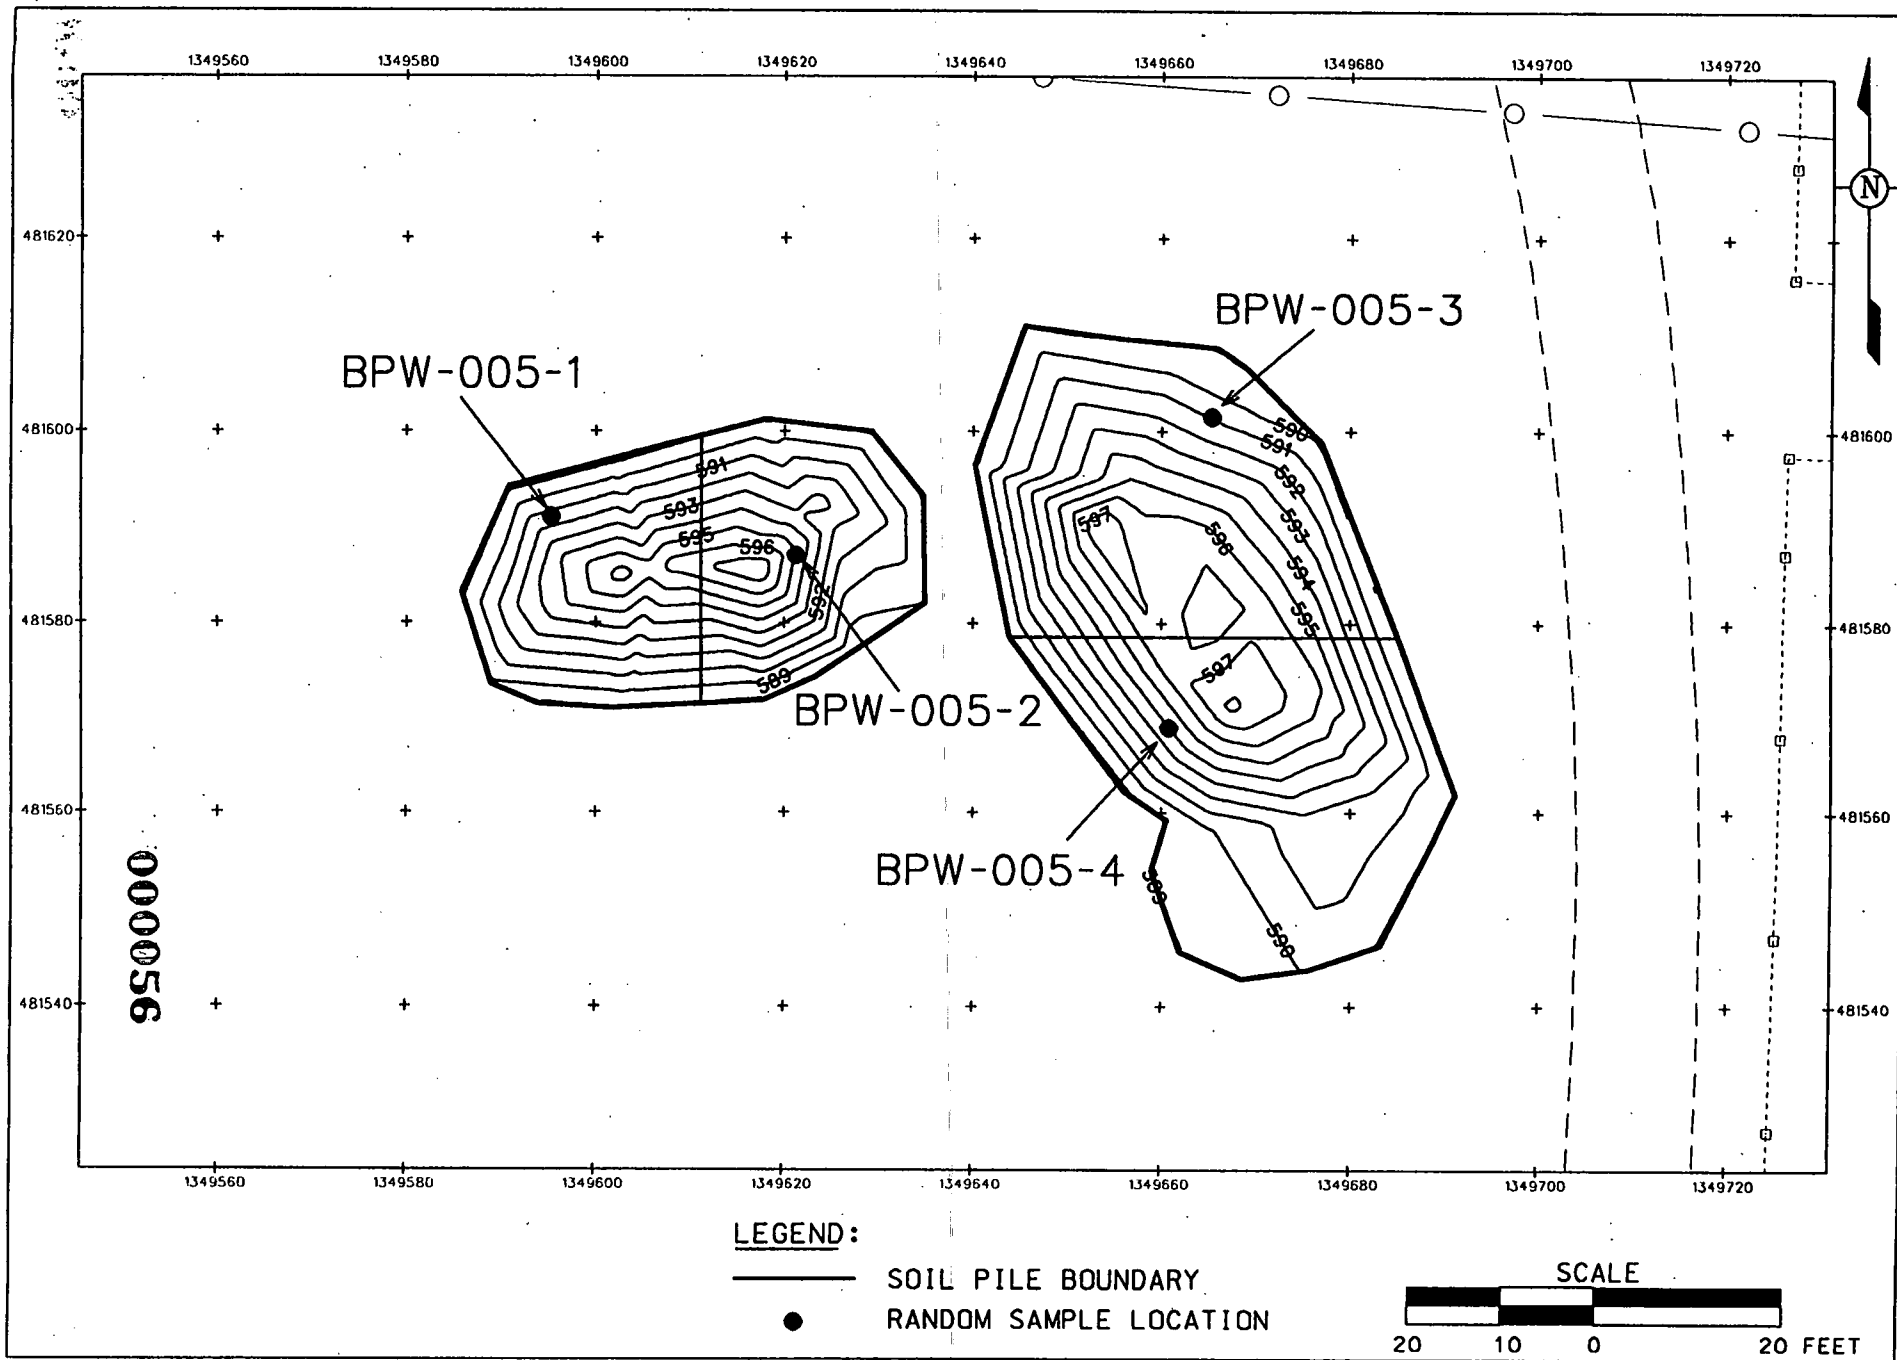 1349560 1349580 1349600 1349620 1349640 1349660 1349680 1349700 1349720
N
481620
BPW-005-3
BPW-005-1
481600 481600
590
591
591
592
593
593
597
595
596
596
594
592
595
481580 481580
597
589
BPW-005-2
481560 481560
BPW-005-4
589
590
000056
481540 481540
1349560 1349580 1349600 1349620 1349640 1349660 1349680 1349700 1349720
LEGEND:
SOIL PILE BOUNDARY
RANDOM SAMPLE LOCATION
SCALE
20 10 0 20 FEET